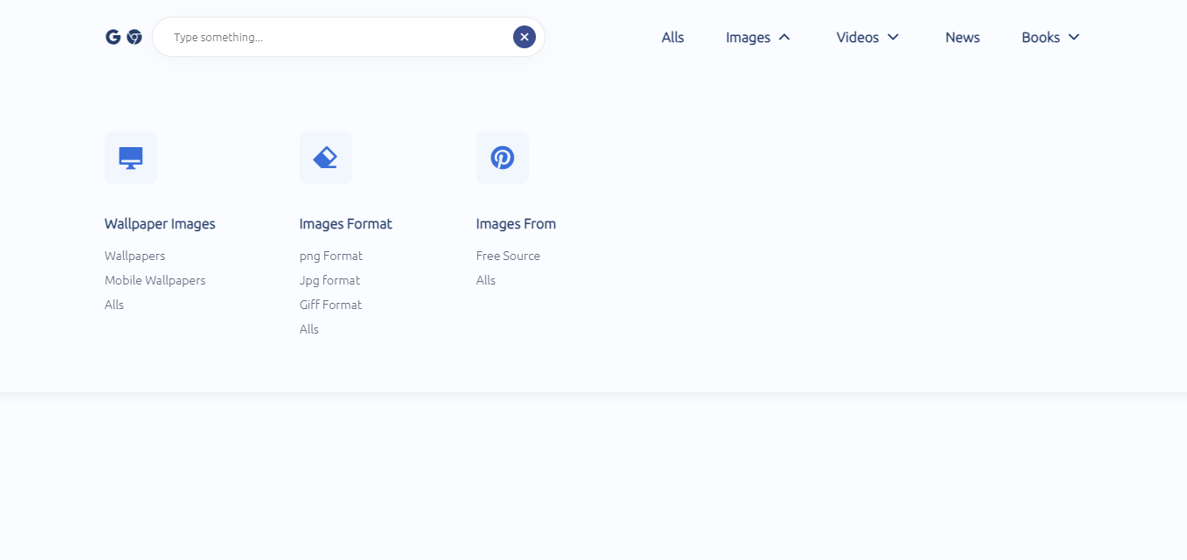 Type something...
Alls
Images
Videos
News
Books
Wallpaper Images
Wallpapers
Mobile Wallpapers
Alls
Images Format
png Format
Jpg format
Giff Format
Alls
Images From
Free Source
Alls